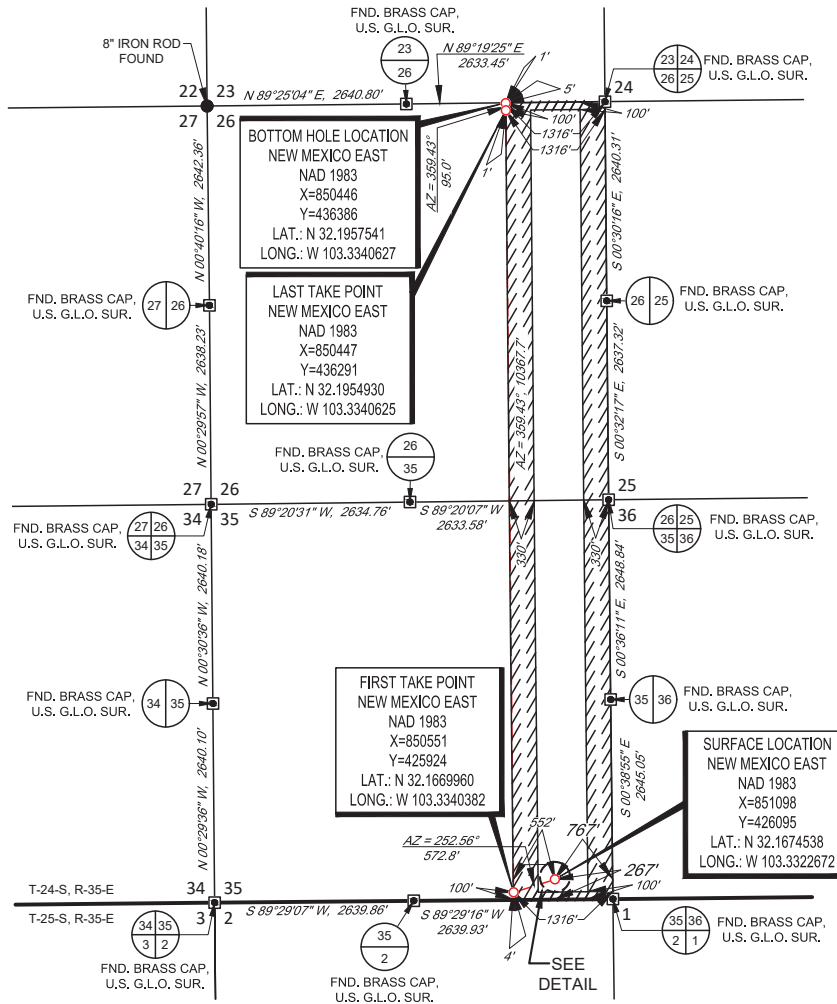 FND. BRASS CAP,
U.S. G.L.O. SUR.
23
26
8" IRON ROD
FOUND
N 89°19'25" E
2633.45'
1'
5'
23 24
26 25
FND. BRASS CAP,
U.S. G.L.O. SUR.
22 23
27 26
N 89°25'04" E, 2640.80'
24
100'
1316'
100'
1316'
1'
AZ = 359.43°
95.0'
BOTTOM HOLE LOCATION
NEW MEXICO EAST
NAD 1983
X=850446
Y=436386
LAT.: N 32.1957541
LONG.: W 103.3340627
N 00°40'16" W, 2642.36'
S 00°30'16" E, 2640.31'
LAST TAKE POINT
NEW MEXICO EAST
NAD 1983
X=850447
Y=436291
LAT.: N 32.1954930
LONG.: W 103.3340625
FND. BRASS CAP,
U.S. G.L.O. SUR.
27 26
26 25
FND. BRASS CAP,
U.S. G.L.O. SUR.
AZ = 359.43°, 10367.7'
N 00°29'57" W, 2638.23'
S 00°32'17" E, 2637.32'
FND. BRASS CAP,
U.S. G.L.O. SUR.
26
35
27 26
34 35
S 89°20'31" W, 2634.76'
S 89°20'07" W
2633.58'
25
36
FND. BRASS CAP,
U.S. G.L.O. SUR.
27 26
34 35
330'
330'
26 25
35 36
FND. BRASS CAP,
U.S. G.L.O. SUR.
N 00°30'36" W, 2640.18'
S 00°36'11" E, 2648.84'
FND. BRASS CAP,
U.S. G.L.O. SUR.
34 35
35 36
FND. BRASS CAP,
U.S. G.L.O. SUR.
FIRST TAKE POINT
NEW MEXICO EAST
NAD 1983
X=850551
Y=425924
LAT.: N 32.1669960
LONG.: W 103.3340382
SURFACE LOCATION
NEW MEXICO EAST
NAD 1983
X=851098
Y=426095
LAT.: N 32.1674538
LONG.: W 103.3322672
N 00°29'36" W, 2640.10'
S 00°38'55" E
2645.05'
AZ = 252.56°
572.8'
552'
767'
267'
100'
100'
1316'
4'
T-24-S, R-35-E
T-25-S, R-35-E
34 35
3 2
S 89°29'07" W, 2639.86'
S 89°29'16" W
2639.93'
1
34 35
3 2
FND. BRASS CAP,
U.S. G.L.O. SUR.
35
2
FND. BRASS CAP,
U.S. G.L.O. SUR.
SEE
DETAIL
35 36
2 1
FND. BRASS CAP,
U.S. G.L.O. SUR.